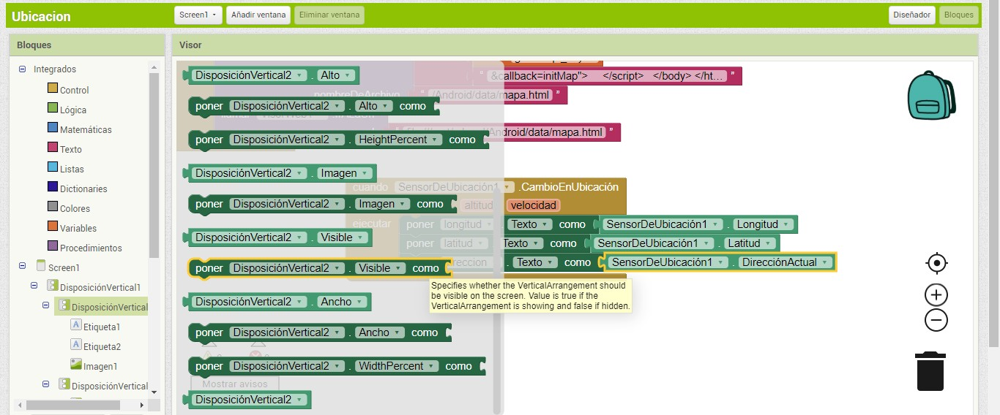 Ubicacion
Screen1
Añadir ventana
Eliminar ventana
Diseñador
Bloques
Bloques
Visor
Integrados
Control
Lógica
Matemáticas
Texto
Listas
Dictionaries
Colores
Variables
Procedimientos
Screen1
DisposiciónVertical1
DisposiciónVertical
Etiqueta1
Etiqueta2
Imagen1
DisposiciónVertical
DisposiciónVertical2 . Alto
poner DisposiciónVertical2 . Alto como
poner DisposiciónVertical2 . HeightPercent como
DisposiciónVertical2 . Imagen
poner DisposiciónVertical2 . Imagen como
DisposiciónVertical2 . Visible
poner DisposiciónVertical2 . Visible como
DisposiciónVertical2 . Ancho
poner DisposiciónVertical2 . Ancho como
poner DisposiciónVertical2 . WidthPercent como
DisposiciónVertical2
Mostrar avisos
" &callback=initMap"> </script> </body> </ht... "
nombreDeArchivo " /Android/data/mapa.html "
/Android/data/mapa.html "
cuando SensorDeUbicación1 .CambioEnUbicación
velocidad
ejecutar poner longitud Texto como SensorDeUbicación1 . Longitud
poner latitud Texto como SensorDeUbicación1 . Latitud
. Texto como SensorDeUbicación1 . DirecciónActual
Specifies whether the VerticalArrangement should
be visible on the screen. Value is true if the
VerticalArrangement is showing and false if hidden.